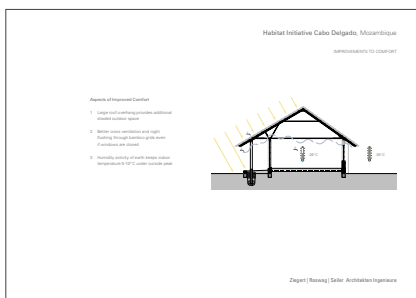 Habitat Initiative Cabo Delgado, Mozambique
IMPROVEMENTS TO COMFORT
Aspects of Improved Comfort
1 Large roof overhang provides additional
shaded outdoor space
2 Better cross ventilation and night
flushing through bamboo grids even
if windows are closed
3 Humidity activity of earth keeps indoor
temperature 8-10°C under outside peak
Ziegert | Roswag | Seiler Architekten Ingenieure